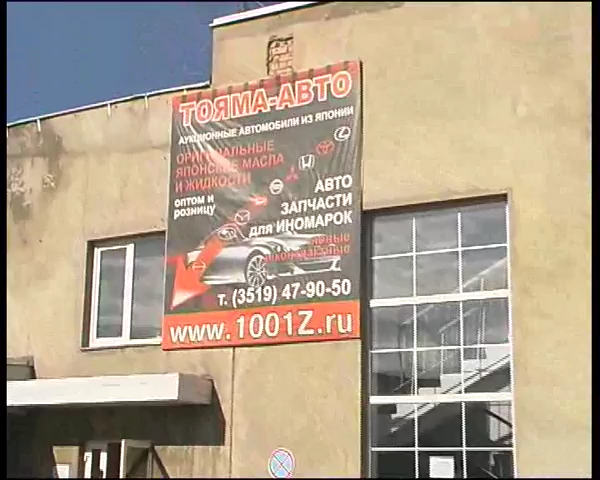 ТОЯМА-АВТО
АУКЦИОННЫЕ АВТОМОБИЛИ ИЗ ЯПОНИИ
ОРИГИНАЛЬНЫЕ
ЯПОНСКИЕ МАСЛА
И ЖИДКОСТИ
ОПТОМ И
РОЗНИЦУ
АВТО
ЗАПЧАСТИ
ДЛЯ ИНОМАРОК
т. (3519) 47-90-50
www.1001Z.ru